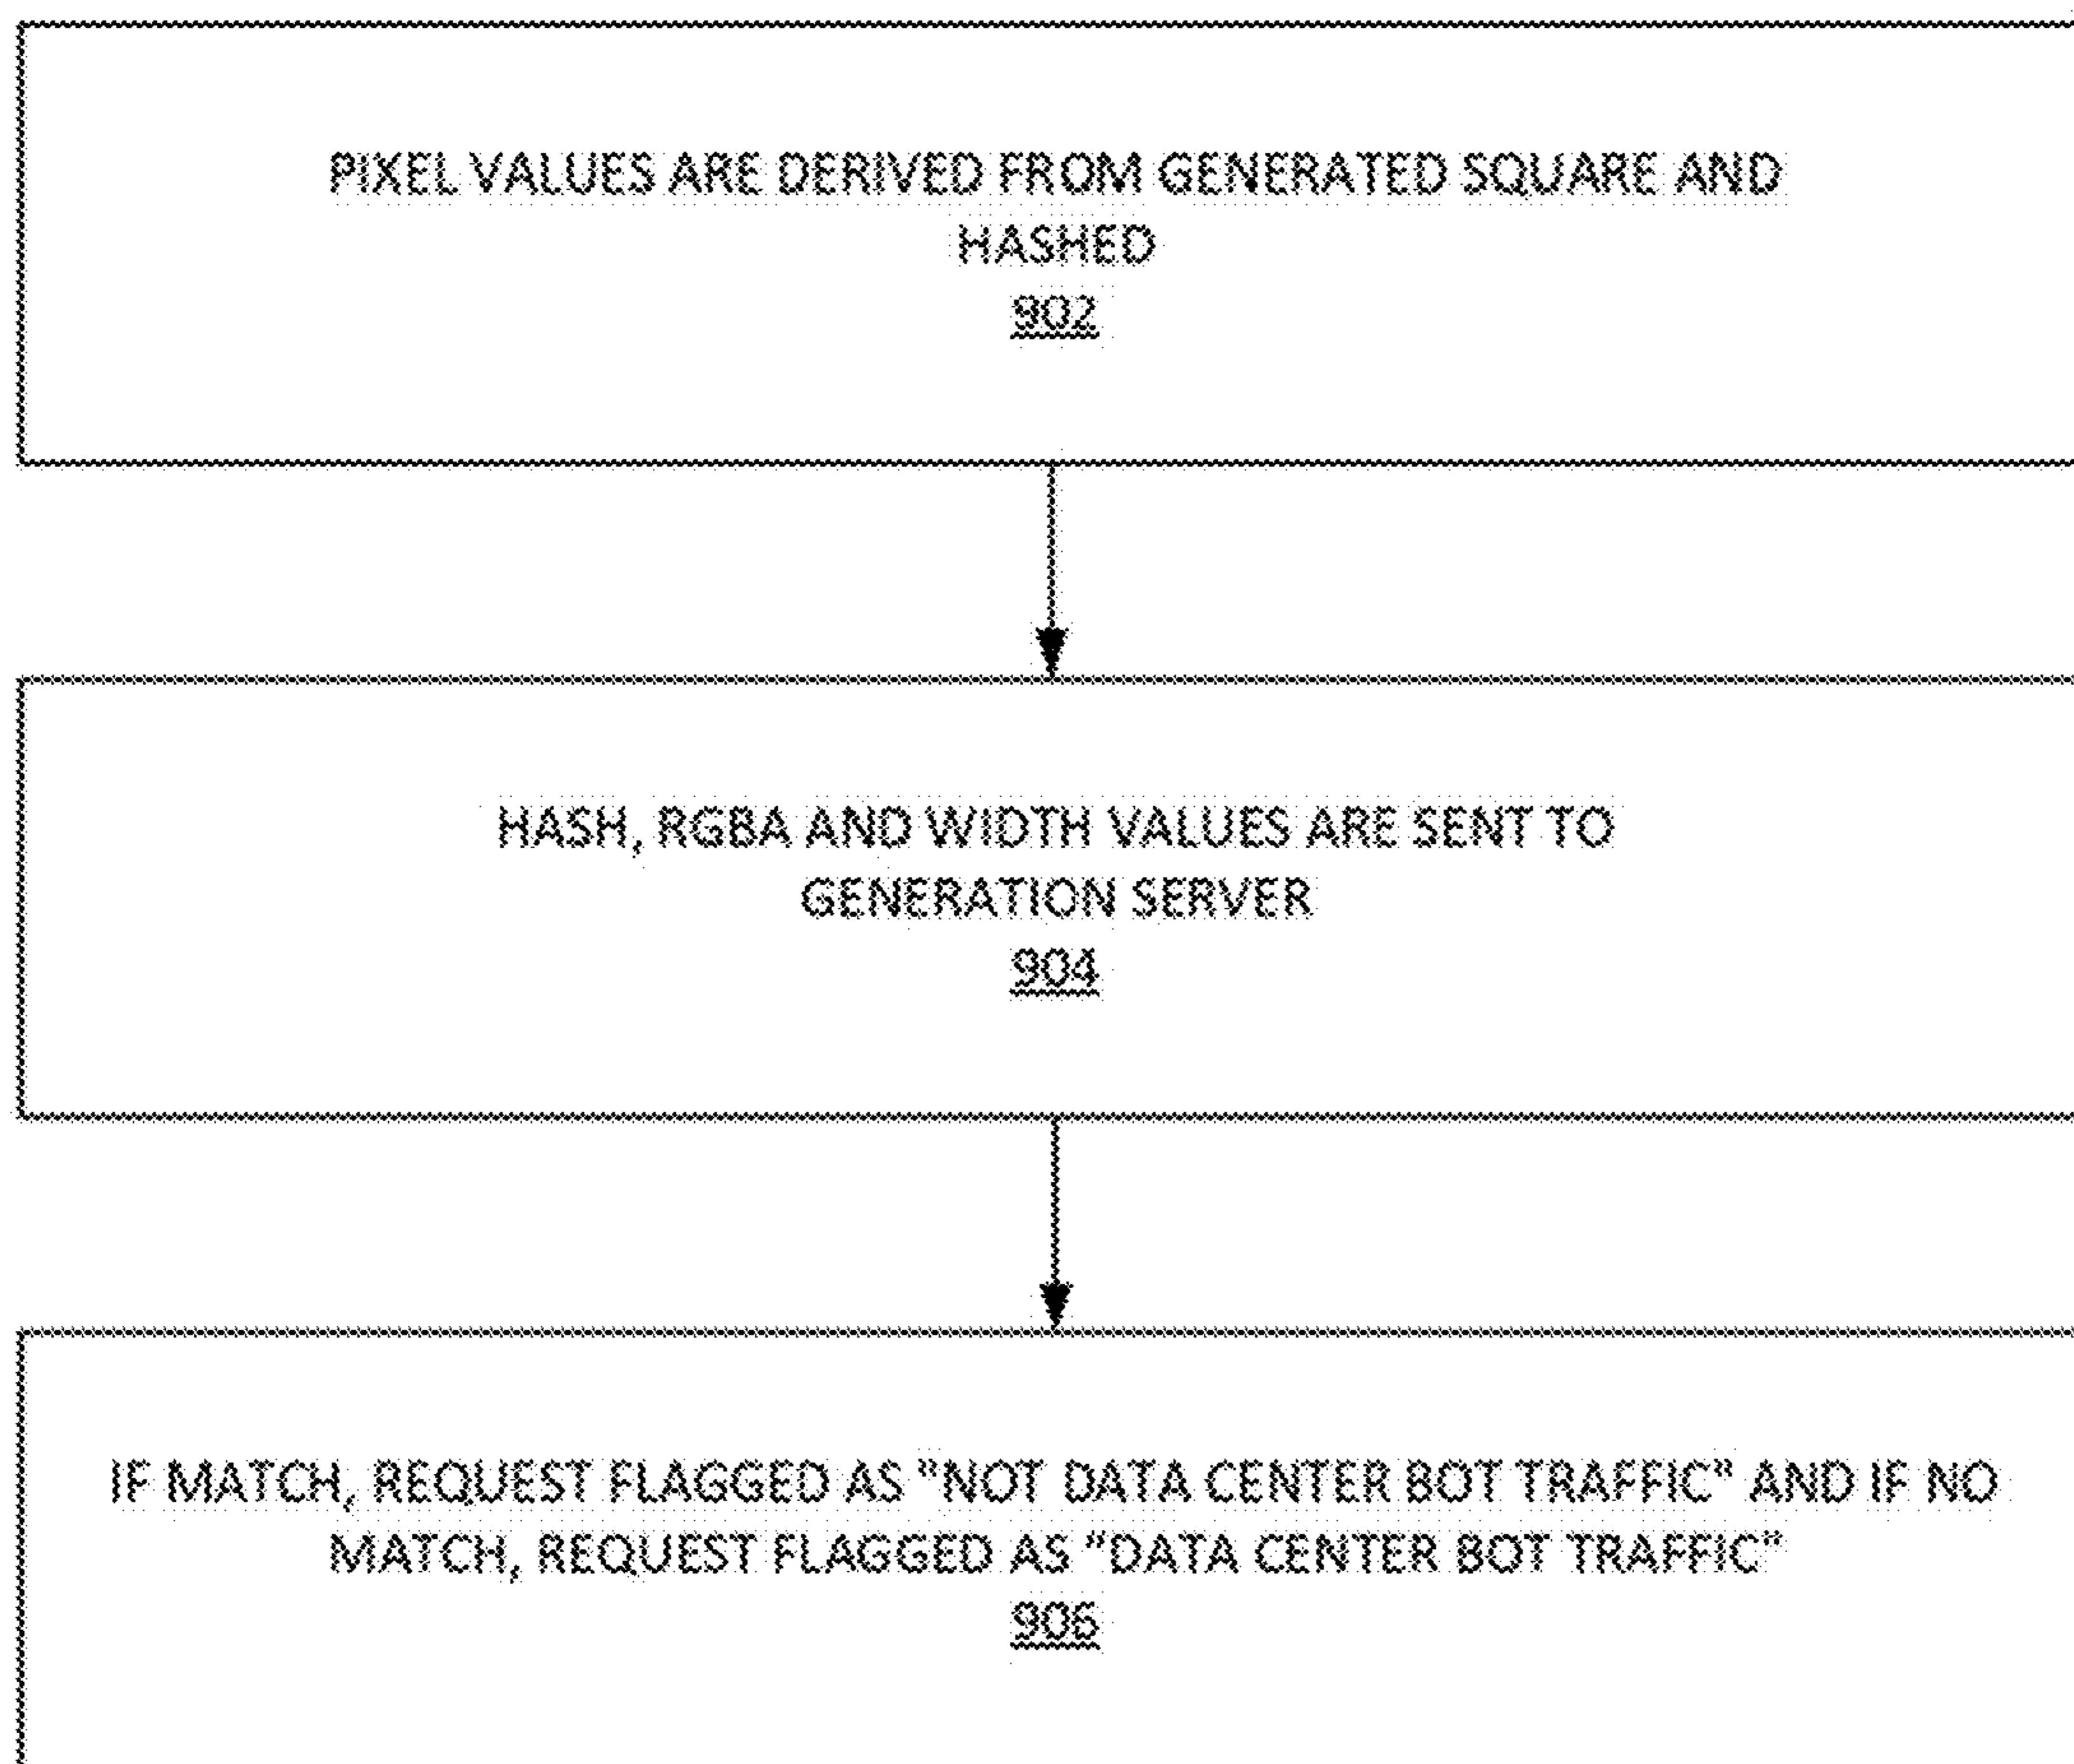 PIXEL VALUES ARE DERIVED FROM GENERATED SQUARE AND
HASHED
902
HASH, RGBA AND WIDTH VALUES ARE SENT TO
GENERATION SERVER
904
IF MATCH, REQUEST FLAGGED AS "NOT DATA CENTER BOT TRAFFIC" AND IF NO
MATCH, REQUEST FLAGGED AS "DATA CENTER BOT TRAFFIC"
906